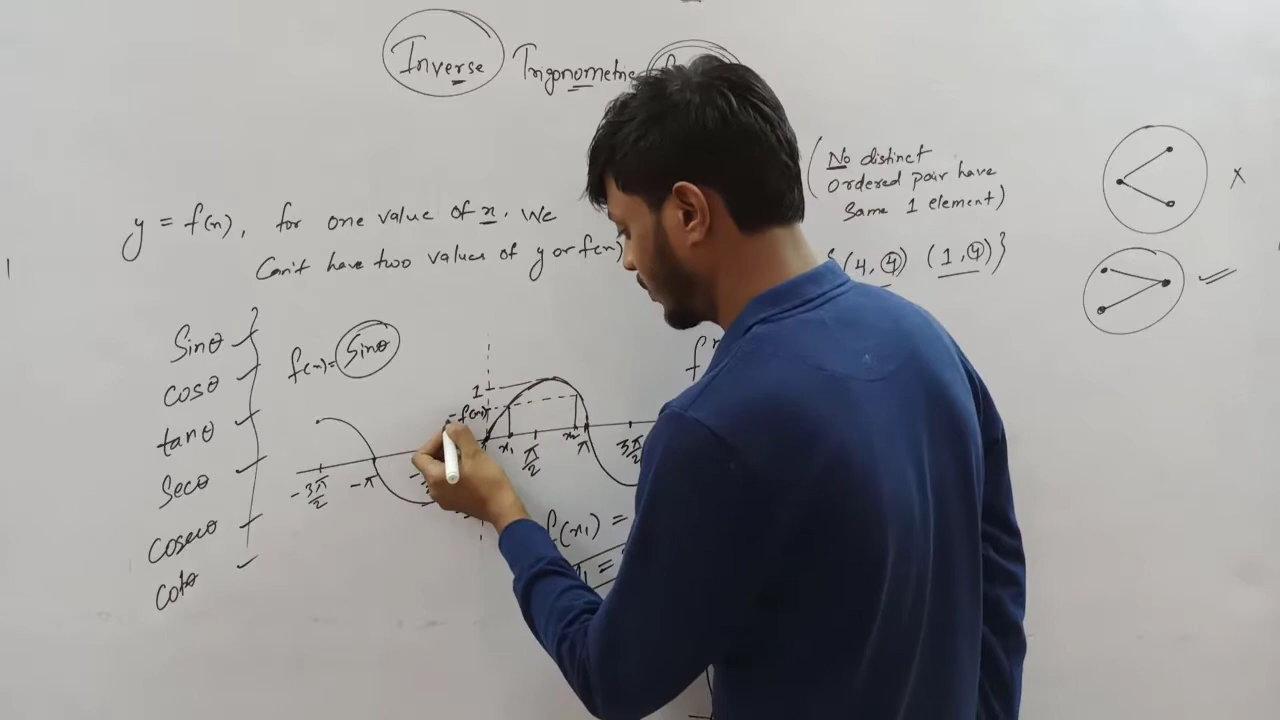 Inverse Trigonometric
(No distinct
ordered pair have
Same 1 element)
y = f(n), for one value of n. We
Can't have two values of y or f(n)
{(4, 4) (1, 4)}
Sinθ
cosθ
tanθ
Secθ
Cosecθ
cotθ
f(n) = Sinθ
1
f(n)
-3π/2 -π x₁ π/2 x₂ π 3π/2
f(x₁) =